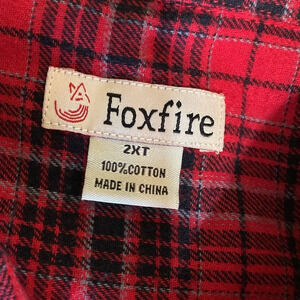 Foxfire
2XT
100%COTTON
MADE IN CHINA